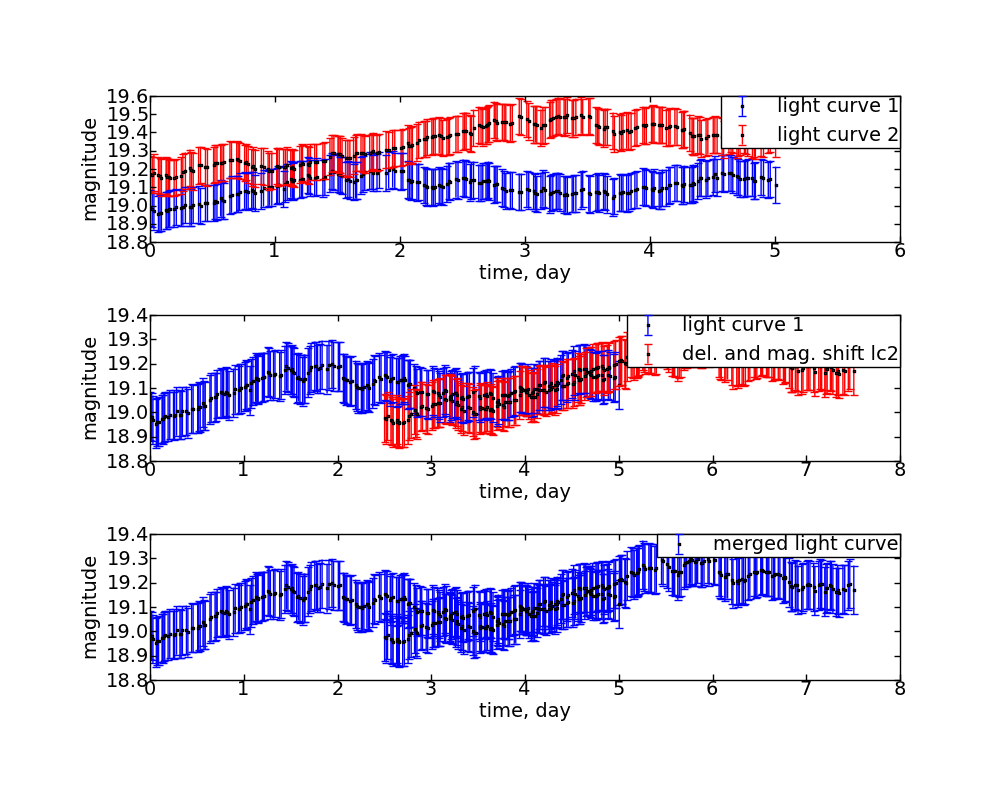 19.6
19.5
19.4
19.3
19.2
19.1
19.0
18.9
18.8
magnitude
light curve 1
light curve 2
0 1 2 3 4 5 6
time, day
19.4
19.3
19.2
19.1
19.0
18.9
18.8
magnitude
light curve 1
del. and mag. shift lc2
0 1 2 3 4 5 6 7 8
time, day
19.4
19.3
19.2
19.1
19.0
18.9
18.8
magnitude
merged light curve
0 1 2 3 4 5 6 7 8
time, day